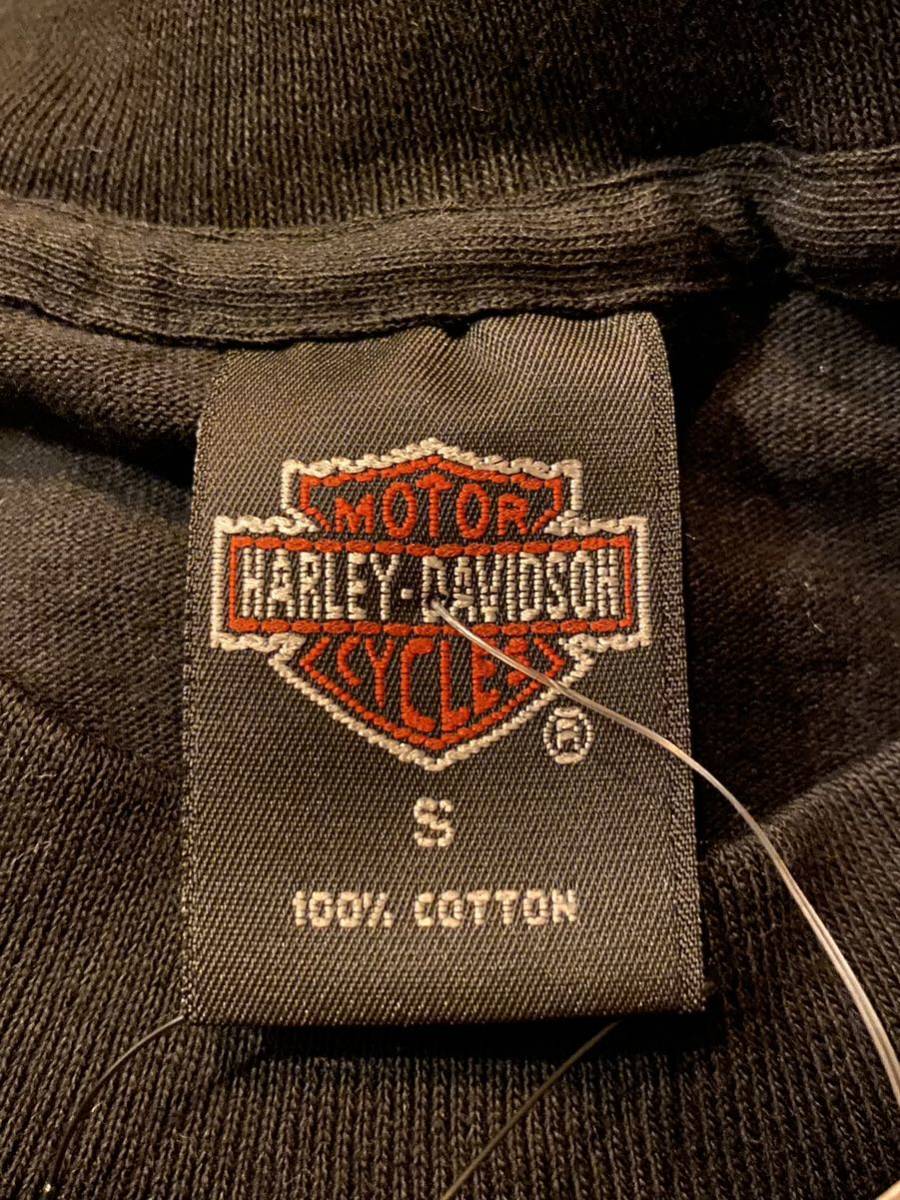 MOTOR
HARLEY-DAVIDSON
CYCLES
®
S
100% COTTON